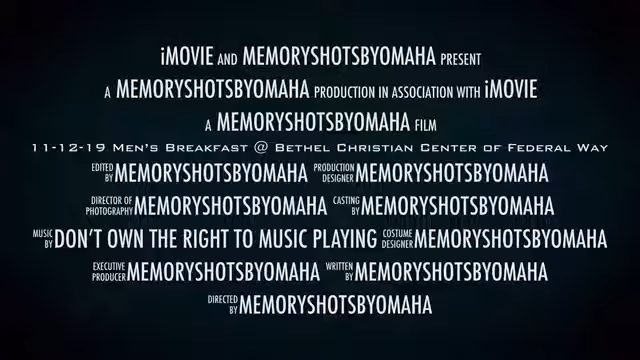 iMOVIE AND MEMORYSHOTSBYOMAHA PRESENT
A MEMORYSHOTSBYOMAHA PRODUCTION IN ASSOCIATION WITH iMOVIE
A MEMORYSHOTSBYOMAHA FILM
11-12-19 MEN'S BREAKFAST @ BETHEL CHRISTIAN CENTER OF FEDERAL WAY
EDITED BY MEMORYSHOTSBYOMAHA PRODUCTION DESIGNER MEMORYSHOTSBYOMAHA
DIRECTOR OF PHOTOGRAPHY MEMORYSHOTSBYOMAHA CASTING BY MEMORYSHOTSBYOMAHA
MUSIC BY DON'T OWN THE RIGHT TO MUSIC PLAYING COSTUME DESIGNER MEMORYSHOTSBYOMAHA
EXECUTIVE PRODUCER MEMORYSHOTSBYOMAHA WRITTEN BY MEMORYSHOTSBYOMAHA
DIRECTED BY MEMORYSHOTSBYOMAHA